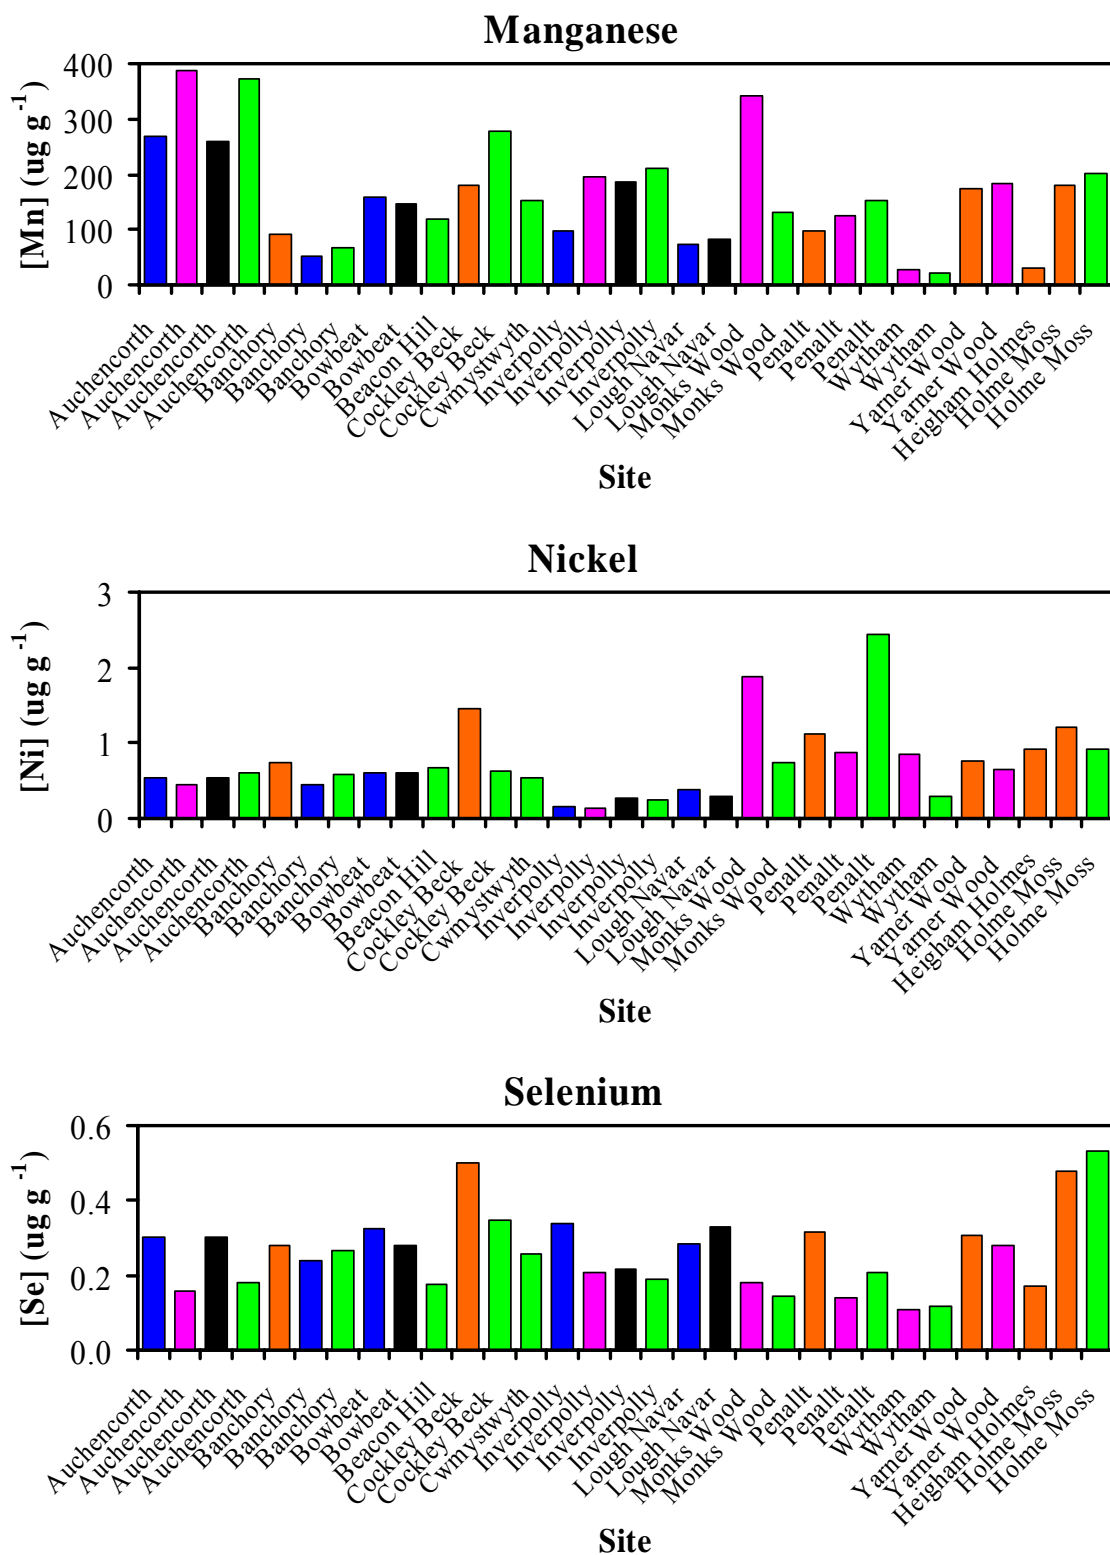 Manganese
400
300
200
100
0
[Mn] (ug g⁻¹)
Auchencorth
Auchencorth
Auchencorth
Auchencorth
Banchory
Banchory
Banchory
Bowbeat
Bowbeat
Beacon Hill
Cockley Beck
Cockley Beck
Cwmystwyth
Inverpolly
Inverpolly
Inverpolly
Inverpolly
Lough Navar
Lough Navar
Monks Wood
Monks Wood
Penallt
Penallt
Penallt
Wytham
Wytham
Yarner Wood
Yarner Wood
Heigham Holmes
Holme Moss
Holme Moss
Site
Nickel
3
2
1
0
[Ni] (ug g⁻¹)
Auchencorth
Auchencorth
Auchencorth
Auchencorth
Banchory
Banchory
Banchory
Bowbeat
Bowbeat
Beacon Hill
Cockley Beck
Cockley Beck
Cwmystwyth
Inverpolly
Inverpolly
Inverpolly
Inverpolly
Lough Navar
Lough Navar
Monks Wood
Monks Wood
Penallt
Penallt
Penallt
Wytham
Wytham
Yarner Wood
Yarner Wood
Heigham Holmes
Holme Moss
Holme Moss
Site
Selenium
0.6
0.4
0.2
0.0
[Se] (ug g⁻¹)
Auchencorth
Auchencorth
Auchencorth
Auchencorth
Banchory
Banchory
Banchory
Bowbeat
Bowbeat
Beacon Hill
Cockley Beck
Cockley Beck
Cwmystwyth
Inverpolly
Inverpolly
Inverpolly
Inverpolly
Lough Navar
Lough Navar
Monks Wood
Monks Wood
Penallt
Penallt
Penallt
Wytham
Wytham
Yarner Wood
Yarner Wood
Heigham Holmes
Holme Moss
Holme Moss
Site